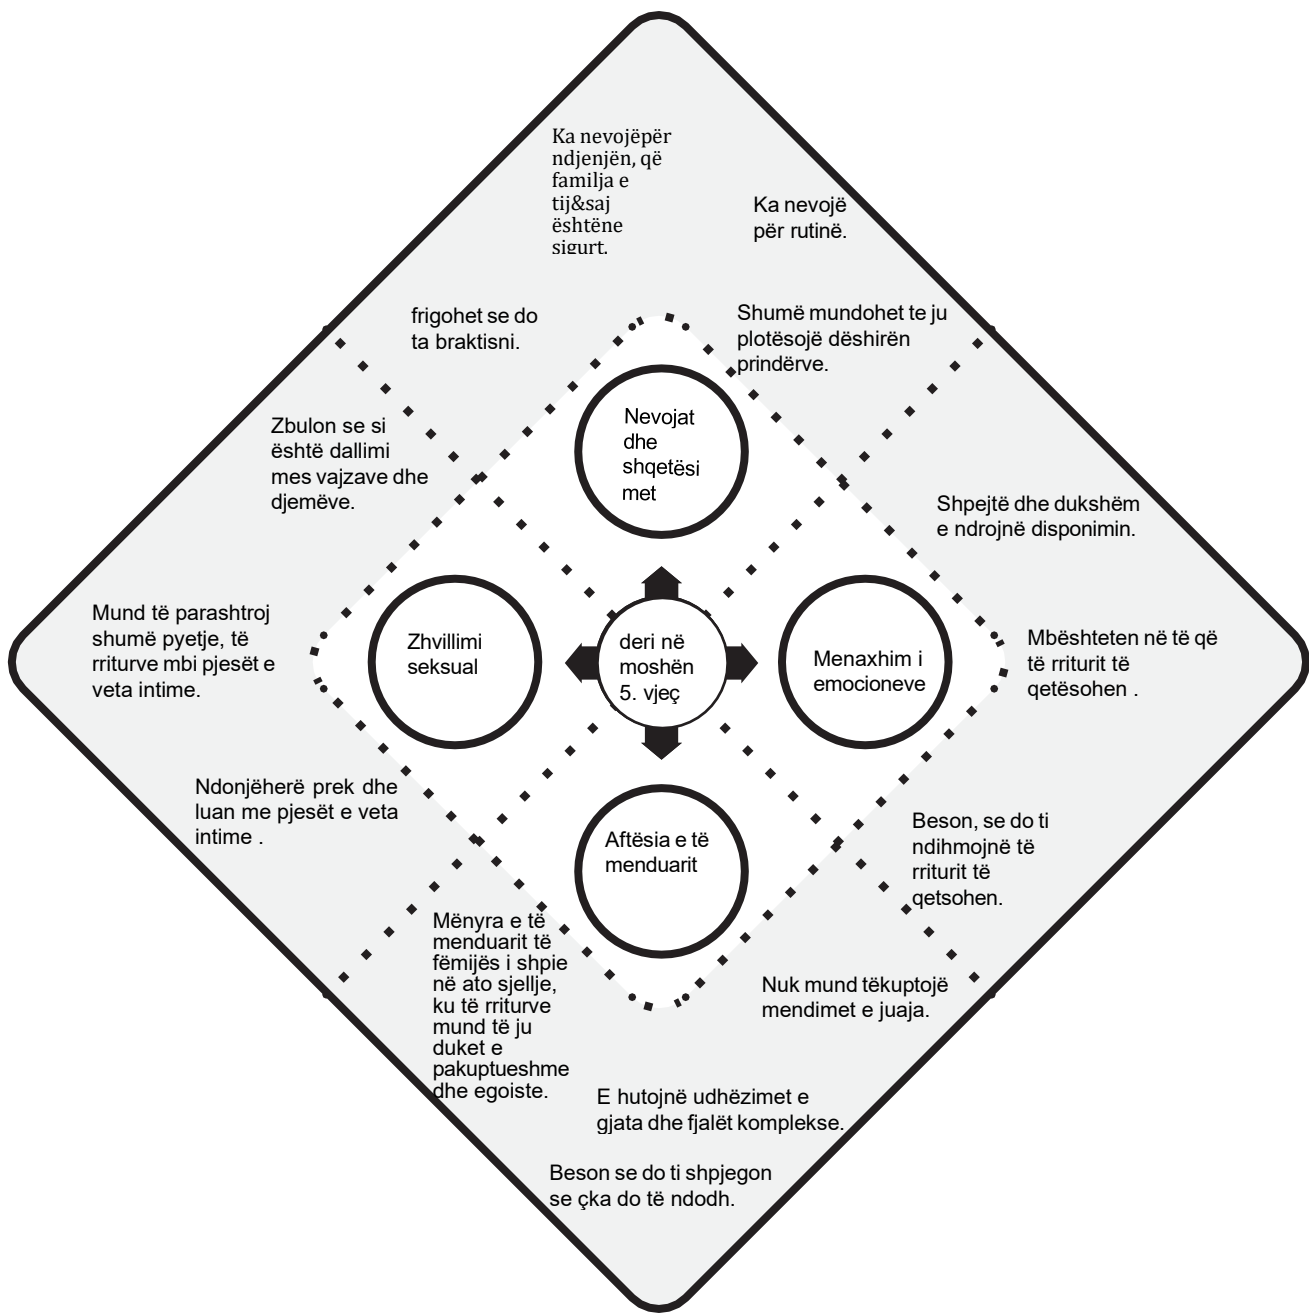 Ka nevojëpër
ndjenjën, që
familja e
tij&saj
ështëne
sigurt.
Ka nevojë
për rutinë.
frigohet se do
ta braktisni.
Shumë mundohet te ju
plotësojë dëshirën
prindërve.
Nevojat
dhe
shqetësi
met
Zbulon se si
është dallimi
mes vajzave dhe
djemëve.
Shpejtë dhe dukshëm
e ndrojnë disponimin.
Mund të parashtroj
shumë pyetje, të
rriturve mbi pjesët e
veta intime.
Zhvillimi
seksual
deri në
moshën
5. vjeç
Menaxhim i
emocioneve
Mbështeten në të që
të rriturit të
qetësohen .
Ndonjëherë prek dhe
luan me pjesët e veta
intime .
Aftësia e të
menduarit
Beson, se do ti
ndihmojnë të
rriturit të
qetsohen.
Mënyra e të
menduarit të
fëmijës i shpie
në ato sjellje,
ku të rriturve
mund të ju
duket e
pakuptueshme
dhe egoiste.
Nuk mund tëkuptojë
mendimet e juaja.
E hutojnë udhëzimet e
gjata dhe fjalët komplekse.
Beson se do ti shpjegon
se çka do të ndodh.